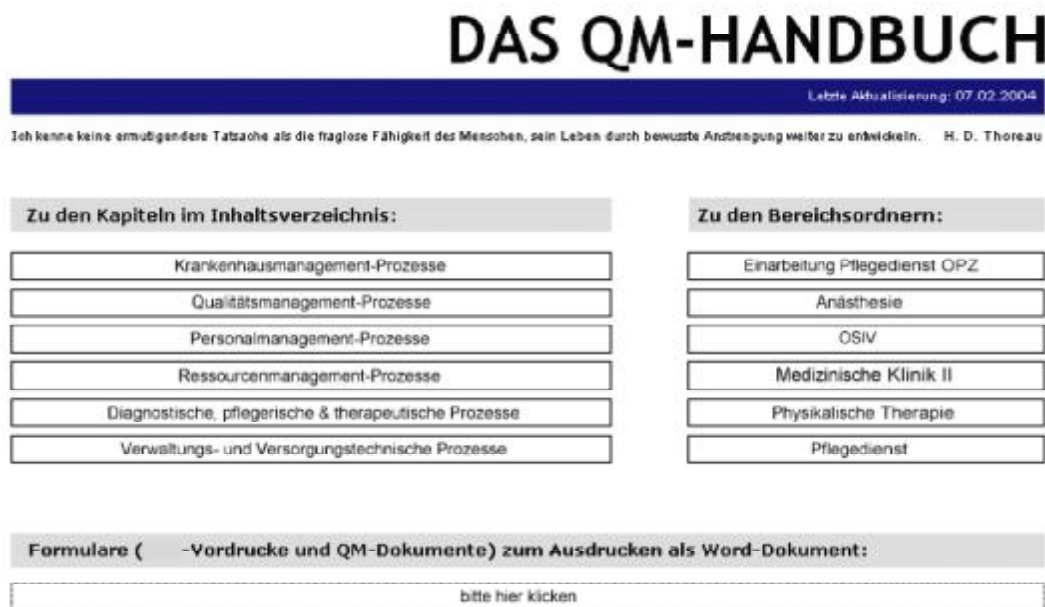 DAS QM-HANDBUCH
Letzte Aktualisierung: 07.02.2004
Ich kenne keine ermutigendere Tatsache als die fraglose Fähigkeit des Menschen, sein Leben durch bewusste Anstrengung weiter zu entwickeln. H. D. Thoreau
Zu den Kapiteln im Inhaltsverzeichnis:
Krankenhausmanagement-Prozesse
Qualitätsmanagement-Prozesse
Personalmanagement-Prozesse
Ressourcenmanagement-Prozesse
Diagnostische, pflegerische & therapeutische Prozesse
Verwaltungs- und Versorgungstechnische Prozesse
Zu den Bereichsordnern:
Einarbeitung Pflegedienst OPZ
Anästhesie
OSIV
Medizinische Klinik II
Physikalische Therapie
Pflegedienst
Formulare ( -Vordrucke und QM-Dokumente) zum Ausdrucken als Word-Dokument:
bitte hier klicken